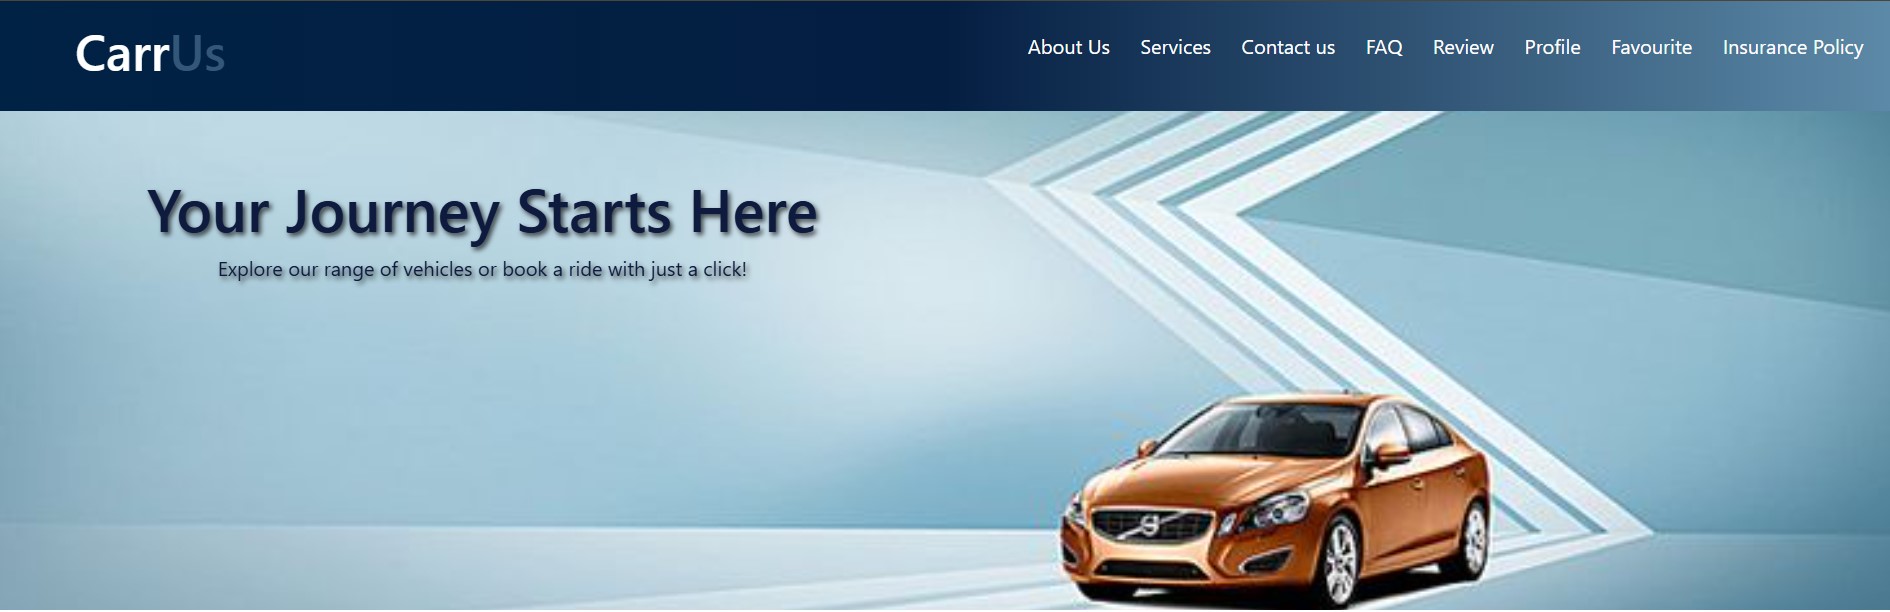 CarrUs
About Us Services Contact us FAQ Review Profile Favourite Insurance Policy
Your Journey Starts Here
Explore our range of vehicles or book a ride with just a click!